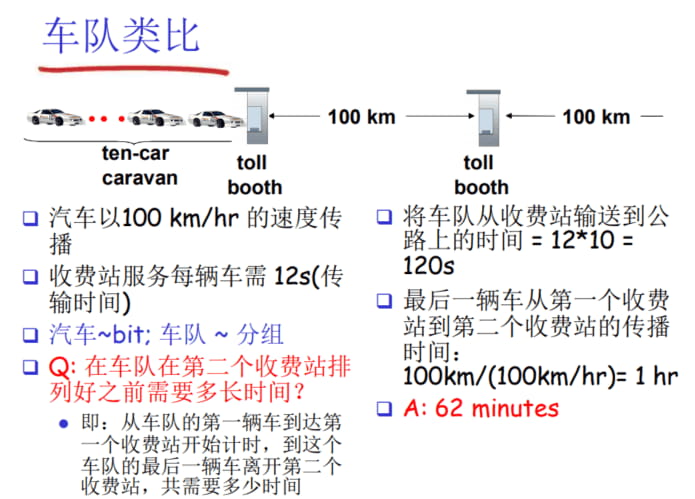 车队类比
100 km
100 km
ten-car
caravan
toll
booth
toll
booth
汽车以100 km/hr 的速度传
播
收费站服务每辆车需 12s(传
输时间)
汽车~bit; 车队 ~ 分组
Q: 在车队在第二个收费站排
列好之前需要多长时间？
即：从车队的第一辆车到达第
一个收费站开始计时，到这个
车队的最后一辆车离开第二个
收费站，共需要多少时间
将车队从收费站输送到公
路上的时间 = 12*10 =
120s
最后一辆车从第一个收费
站到第二个收费站的传播
时间：
100km/(100km/hr)= 1 hr
A: 62 minutes